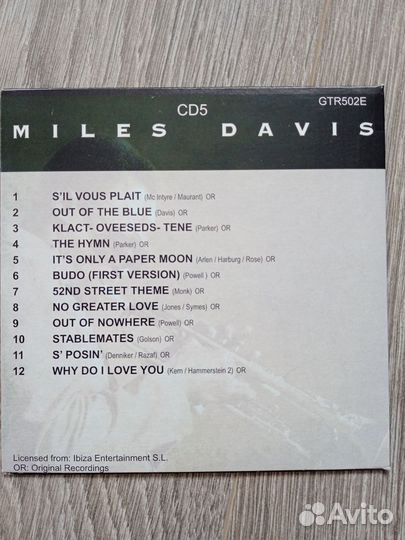 CD5
GTR502E
MILES DAVIS
1 S'IL VOUS PLAIT (Mc Intyre / Maurant) OR
2 OUT OF THE BLUE (Davis) OR
3 KLACT- OVEESEDS- TENE (Parker) OR
4 THE HYMN (Parker) OR
5 IT'S ONLY A PAPER MOON (Arlen / Harburg / Rose) OR
6 BUDO (FIRST VERSION) (Powell ) OR
7 52ND STREET THEME (Monk) OR
8 NO GREATER LOVE (Jones / Symes) OR
9 OUT OF NOWHERE (Powell) OR
10 STABLEMATES (Golson) OR
11 S' POSIN' (Denniker / Razaf) OR
12 WHY DO I LOVE YOU (Kern / Hammerstein 2) OR
Licensed from: Ibiza Entertainment S.L.
OR: Original Recordings
Avito